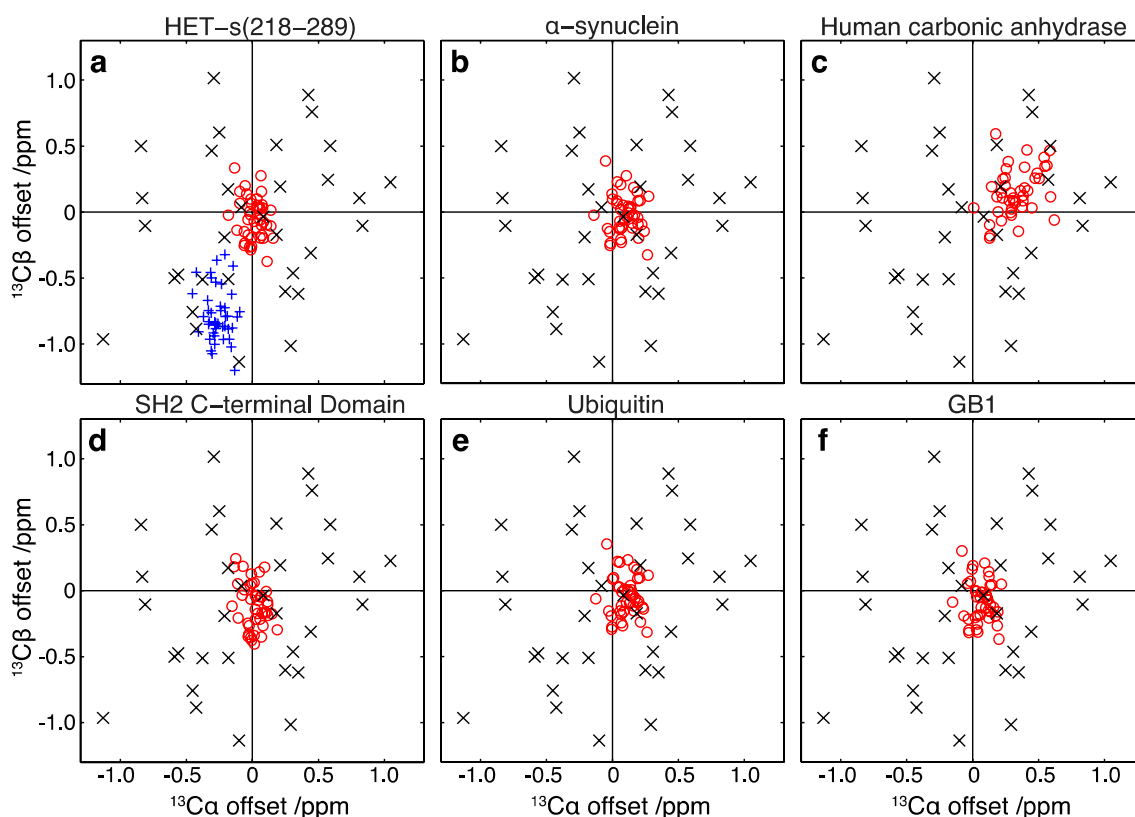 HET−s(218−289)
α−synuclein
Human carbonic anhydrase
a
b
c
1.0
0.5
0
-0.5
-1.0
¹³Cβ offset /ppm
SH2 C−terminal Domain
Ubiquitin
GB1
d
e
f
1.0
0.5
0
-0.5
-1.0
¹³Cβ offset /ppm
-1.0 -0.5 0 0.5 1.0
-1.0 -0.5 0 0.5 1.0
-1.0 -0.5 0 0.5 1.0
¹³Cα offset /ppm
¹³Cα offset /ppm
¹³Cα offset /ppm